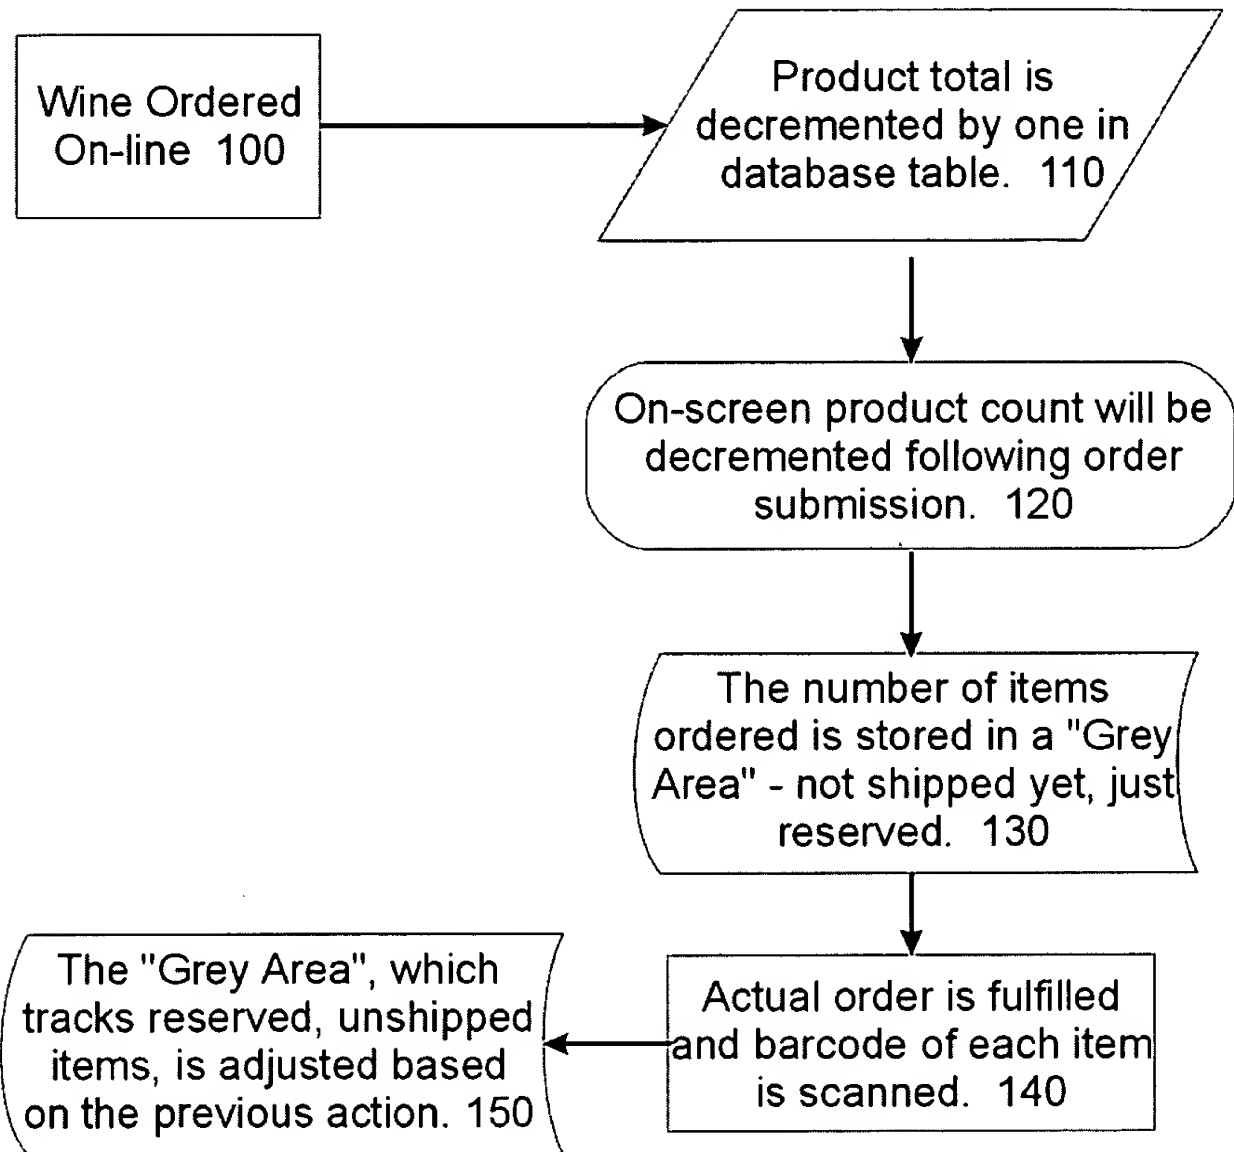 Wine Ordered
On-line 100
Product total is
decremented by one in
database table. 110
On-screen product count will be
decremented following order
submission. 120
The number of items
ordered is stored in a "Grey
Area" - not shipped yet, just
reserved. 130
Actual order is fulfilled
and barcode of each item
is scanned. 140
The "Grey Area", which
tracks reserved, unshipped
items, is adjusted based
on the previous action. 150